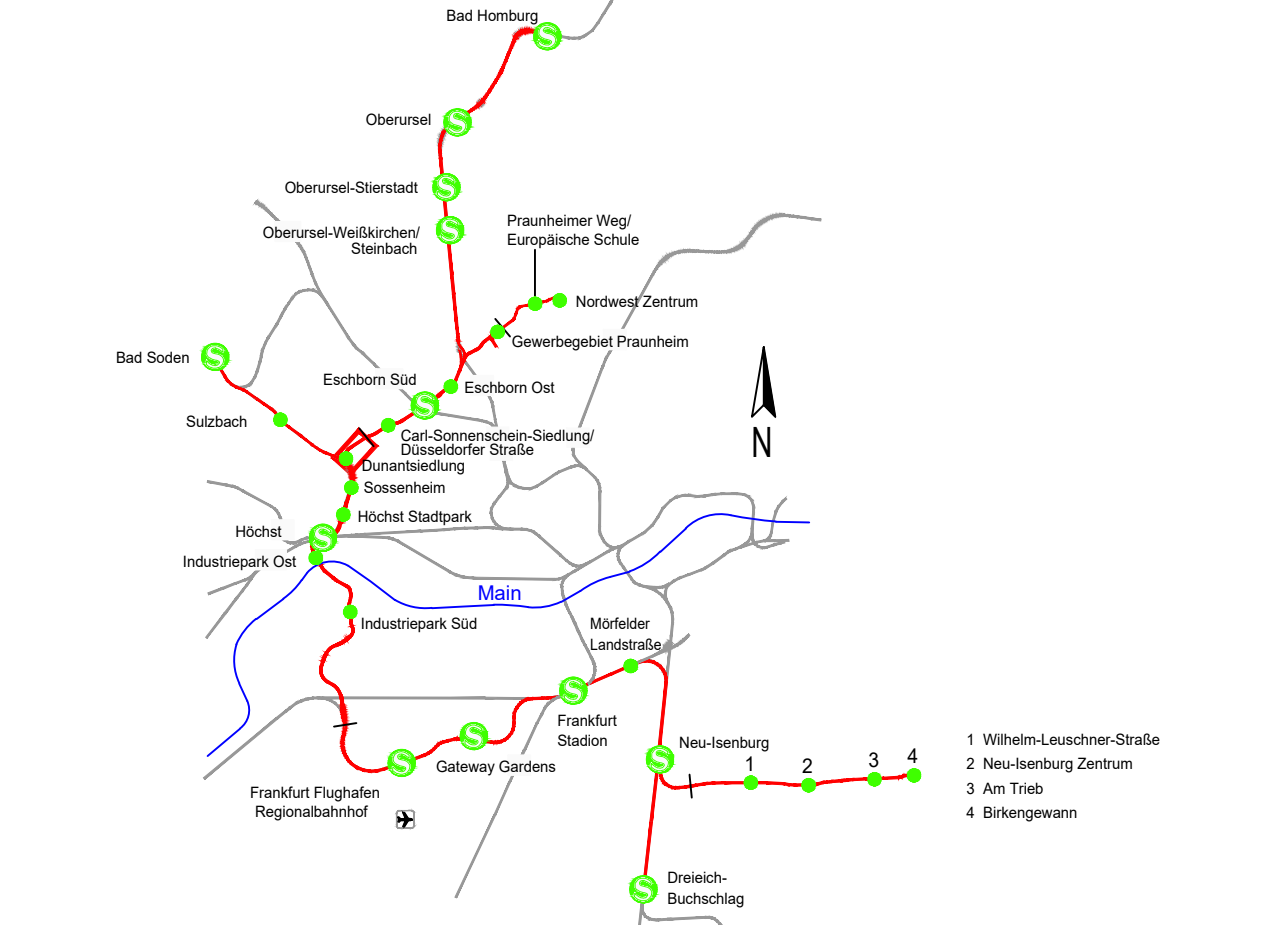 Bad Homburg
Oberursel
Oberursel-Stierstadt
Oberursel-Weißkirchen/
Steinbach
Praunheimer Weg/
Europäische Schule
Nordwest Zentrum
Gewerbegebiet Praunheim
Bad Soden
Eschborn Süd
Eschborn Ost
Sulzbach
Carl-Sonnenschein-Siedlung/
Düsseldorfer Straße
Dunantsiedlung
Sossenheim
Höchst Stadtpark
Höchst
Industriepark Ost
N
Main
Industriepark Süd
Mörfelder
Landstraße
Frankfurt
Stadion
Gateway Gardens
Frankfurt Flughafen
Regionalbahnhof
Neu-Isenburg
1
2
3
4
1 Wilhelm-Leuschner-Straße
2 Neu-Isenburg Zentrum
3 Am Trieb
4 Birkengewann
Dreieich-
Buchschlag
S
S
S
S
S
S
S
S
S
S
S
S